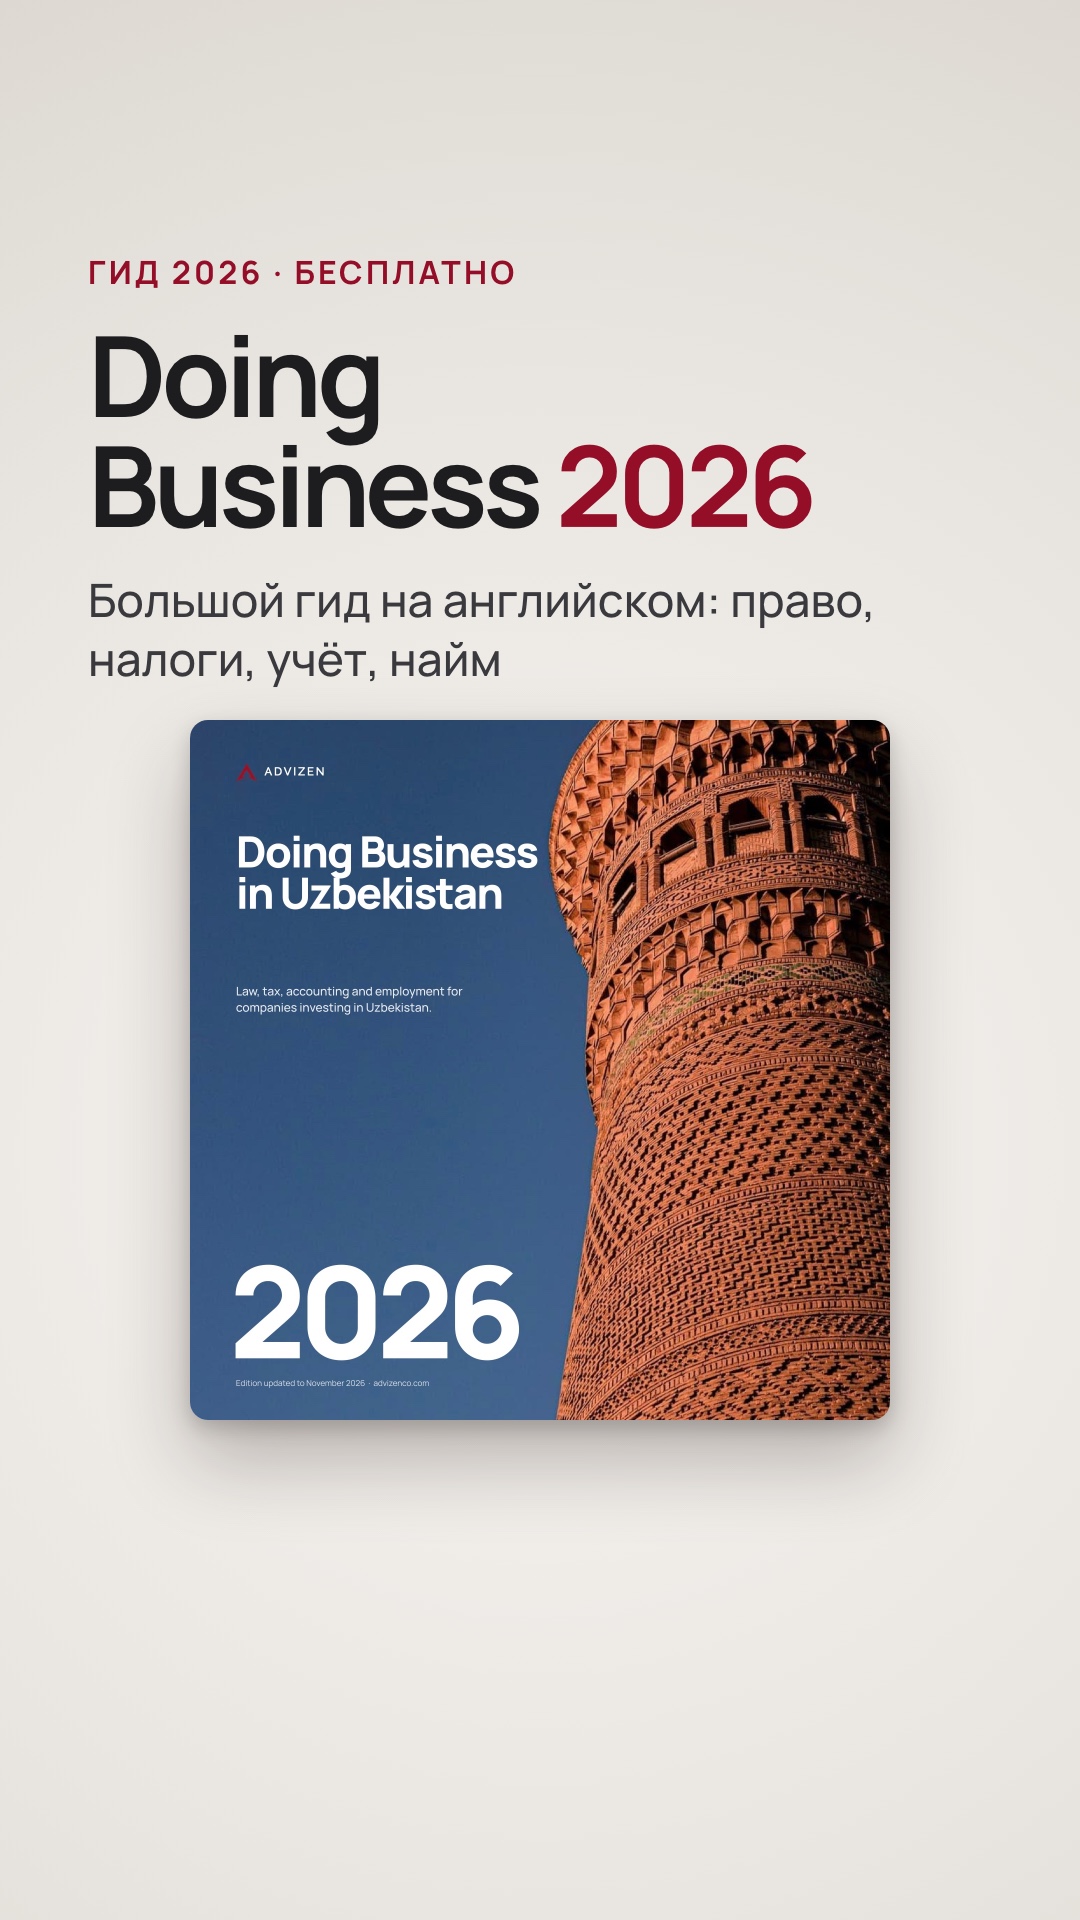 ГИД 2026 · БЕСПЛАТНО
Doing
Business 2026
Большой гид на английском: право,
налоги, учёт, найм
ADVIZEN
Doing Business
in Uzbekistan
Law, tax, accounting and employment for
companies investing in Uzbekistan.
2026
Edition updated to November 2026 · advizenco.com